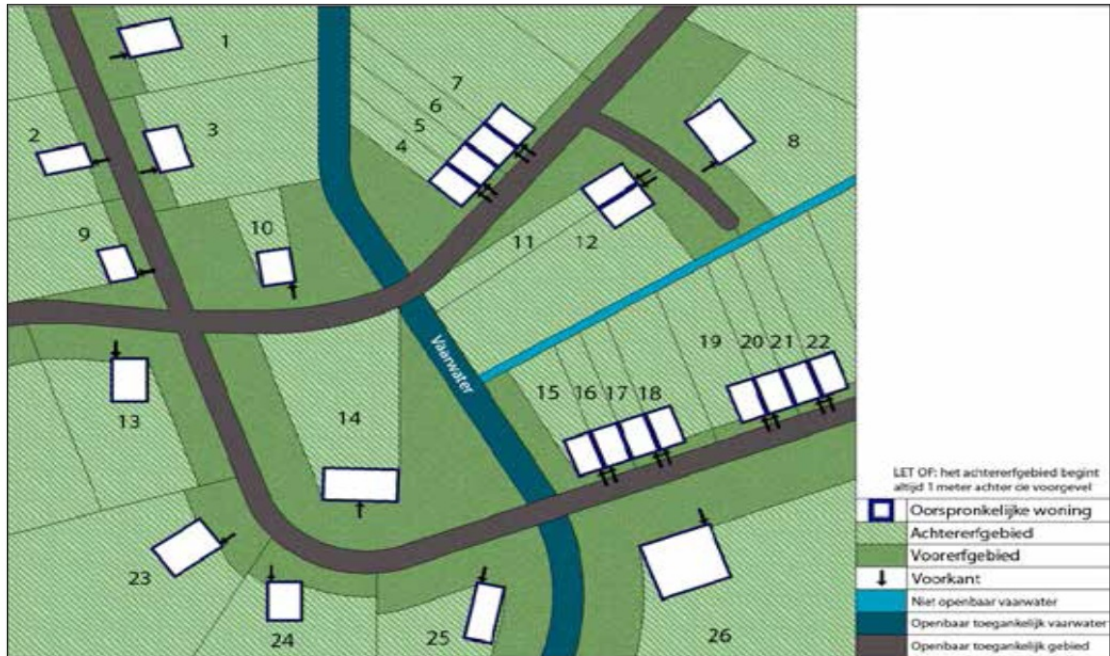 1
7
6
5
4
2
3
8
10
11
12
9
Vaarwater
19
20
21
22
15
16
17
18
13
14
23
24
25
26
LET OF: het achtererfgebied begint
altijd 1 meter achter de voorgevel
Oorspronkelijke woning
Achtererfgebied
Voorerfgebied
Voorkant
Niet openbaar vaarwater
Openbaar toegankelijk vaarwater
Openbaar toegankelijk gebied